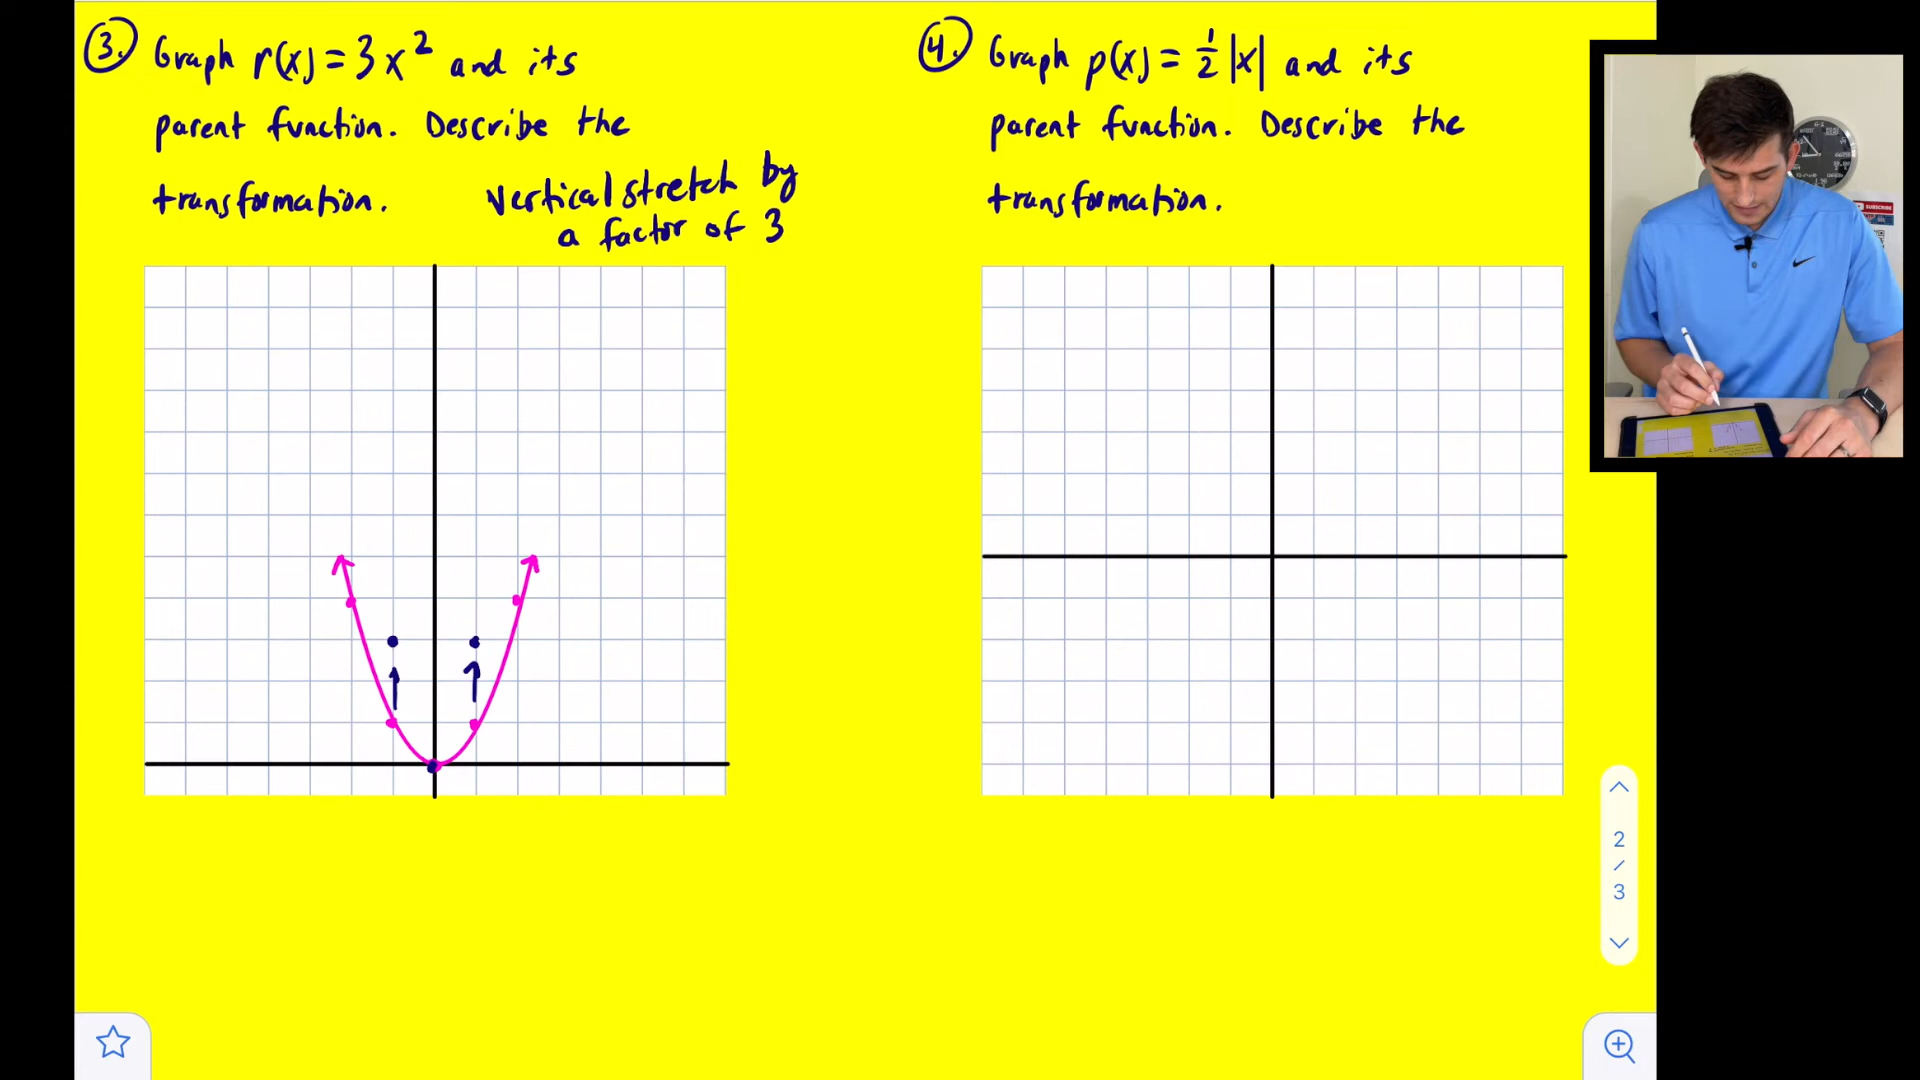 3. Graph r(x) = 3x² and its
parent function. Describe the
transformation.
Vertical stretch by
a factor of 3
4. Graph p(x) = ½|x| and its
parent function. Describe the
transformation.
SUBSCRIBE
2
/
3